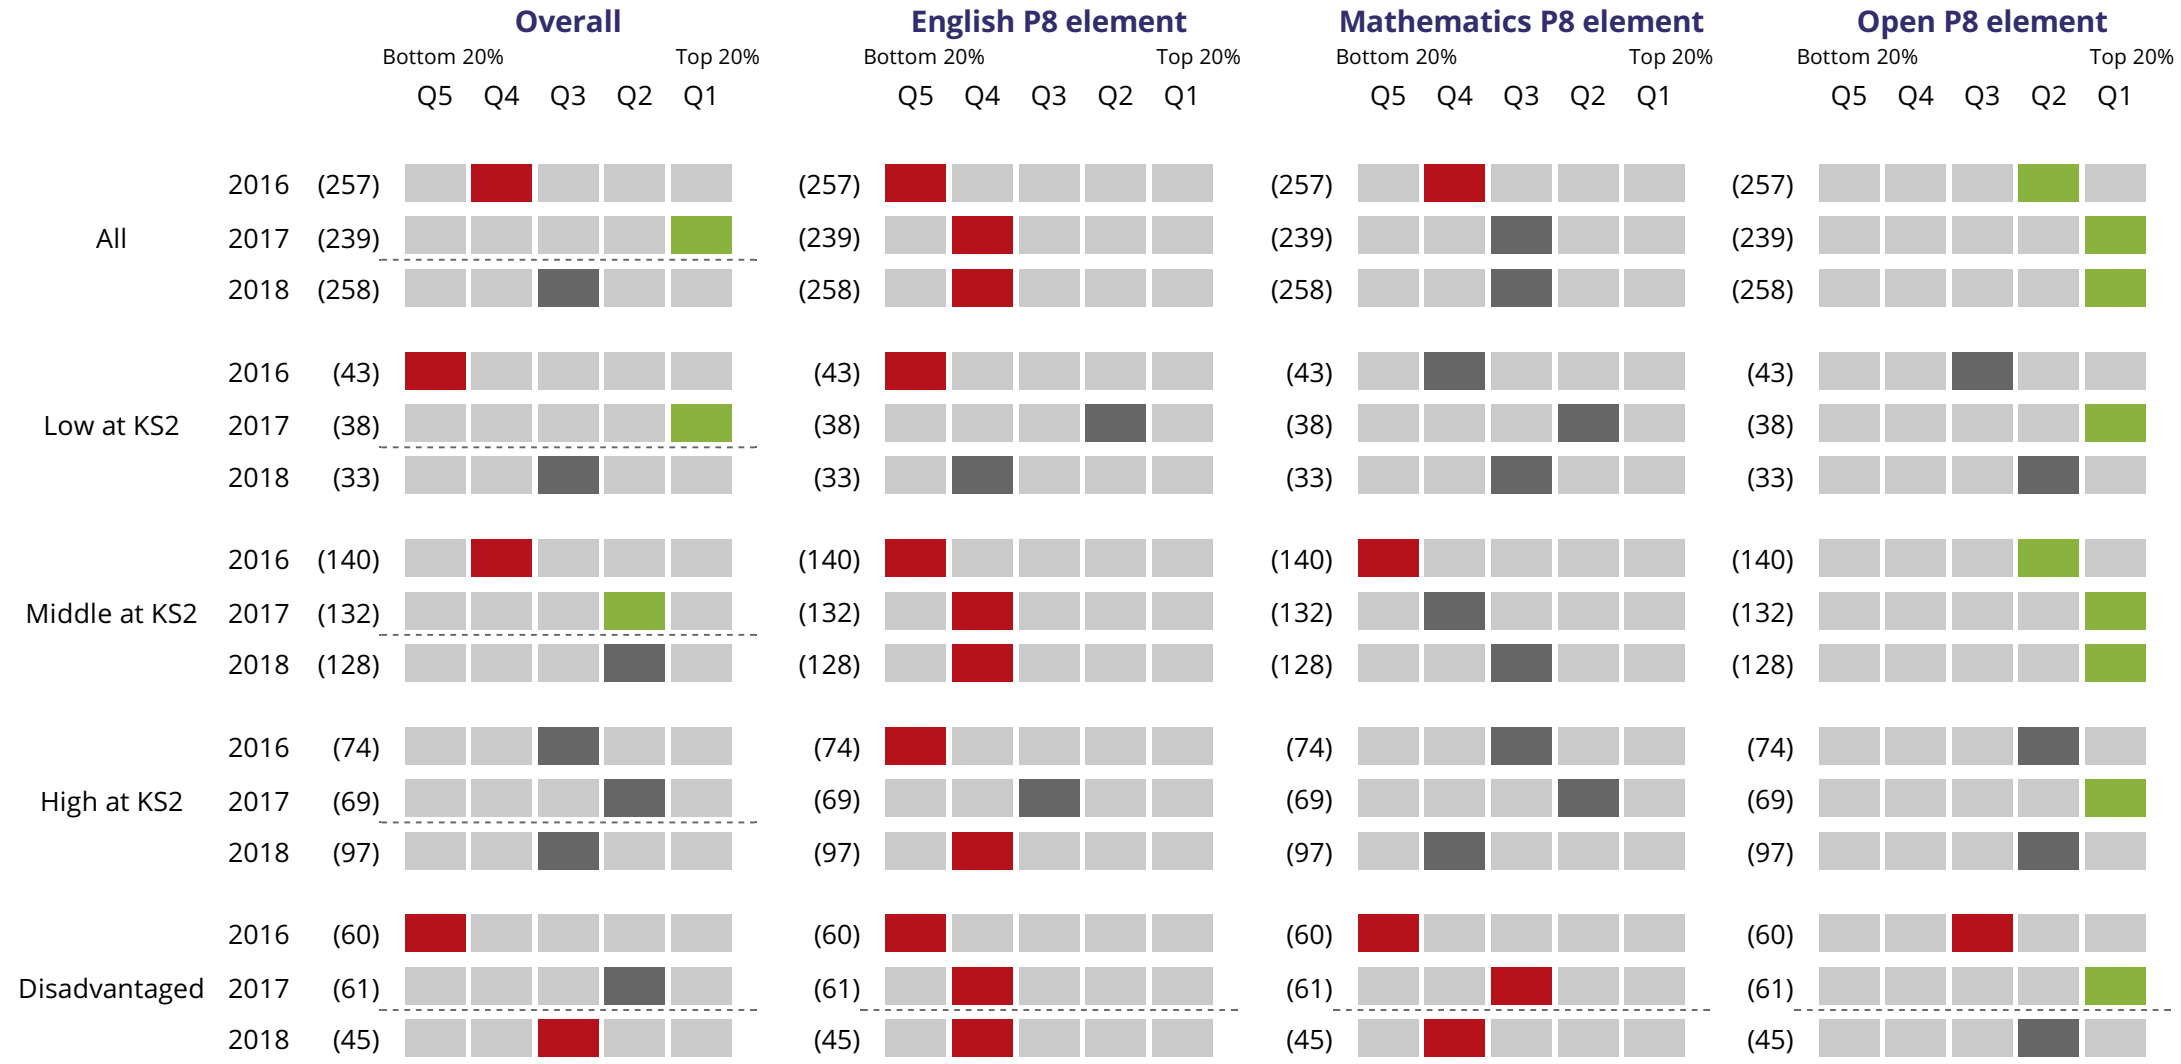 Overall English P8 element Mathematics P8 element Open P8 element
Bottom 20% Top 20% Bottom 20% Top 20% Bottom 20% Top 20% Bottom 20% Top 20%
Q5 Q4 Q3 Q2 Q1 Q5 Q4 Q3 Q2 Q1 Q5 Q4 Q3 Q2 Q1 Q5 Q4 Q3 Q2 Q1
2016 (257) (257) (257) (257)
All 2017 (239) (239) (239) (239)
2018 (258) (258) (258) (258)
2016 (43) (43) (43) (43)
Low at KS2 2017 (38) (38) (38) (38)
2018 (33) (33) (33) (33)
2016 (140) (140) (140) (140)
Middle at KS2 2017 (132) (132) (132) (132)
2018 (128) (128) (128) (128)
2016 (74) (74) (74) (74)
High at KS2 2017 (69) (69) (69) (69)
2018 (97) (97) (97) (97)
2016 (60) (60) (60) (60)
Disadvantaged 2017 (61) (61) (61) (61)
2018 (45) (45) (45) (45)